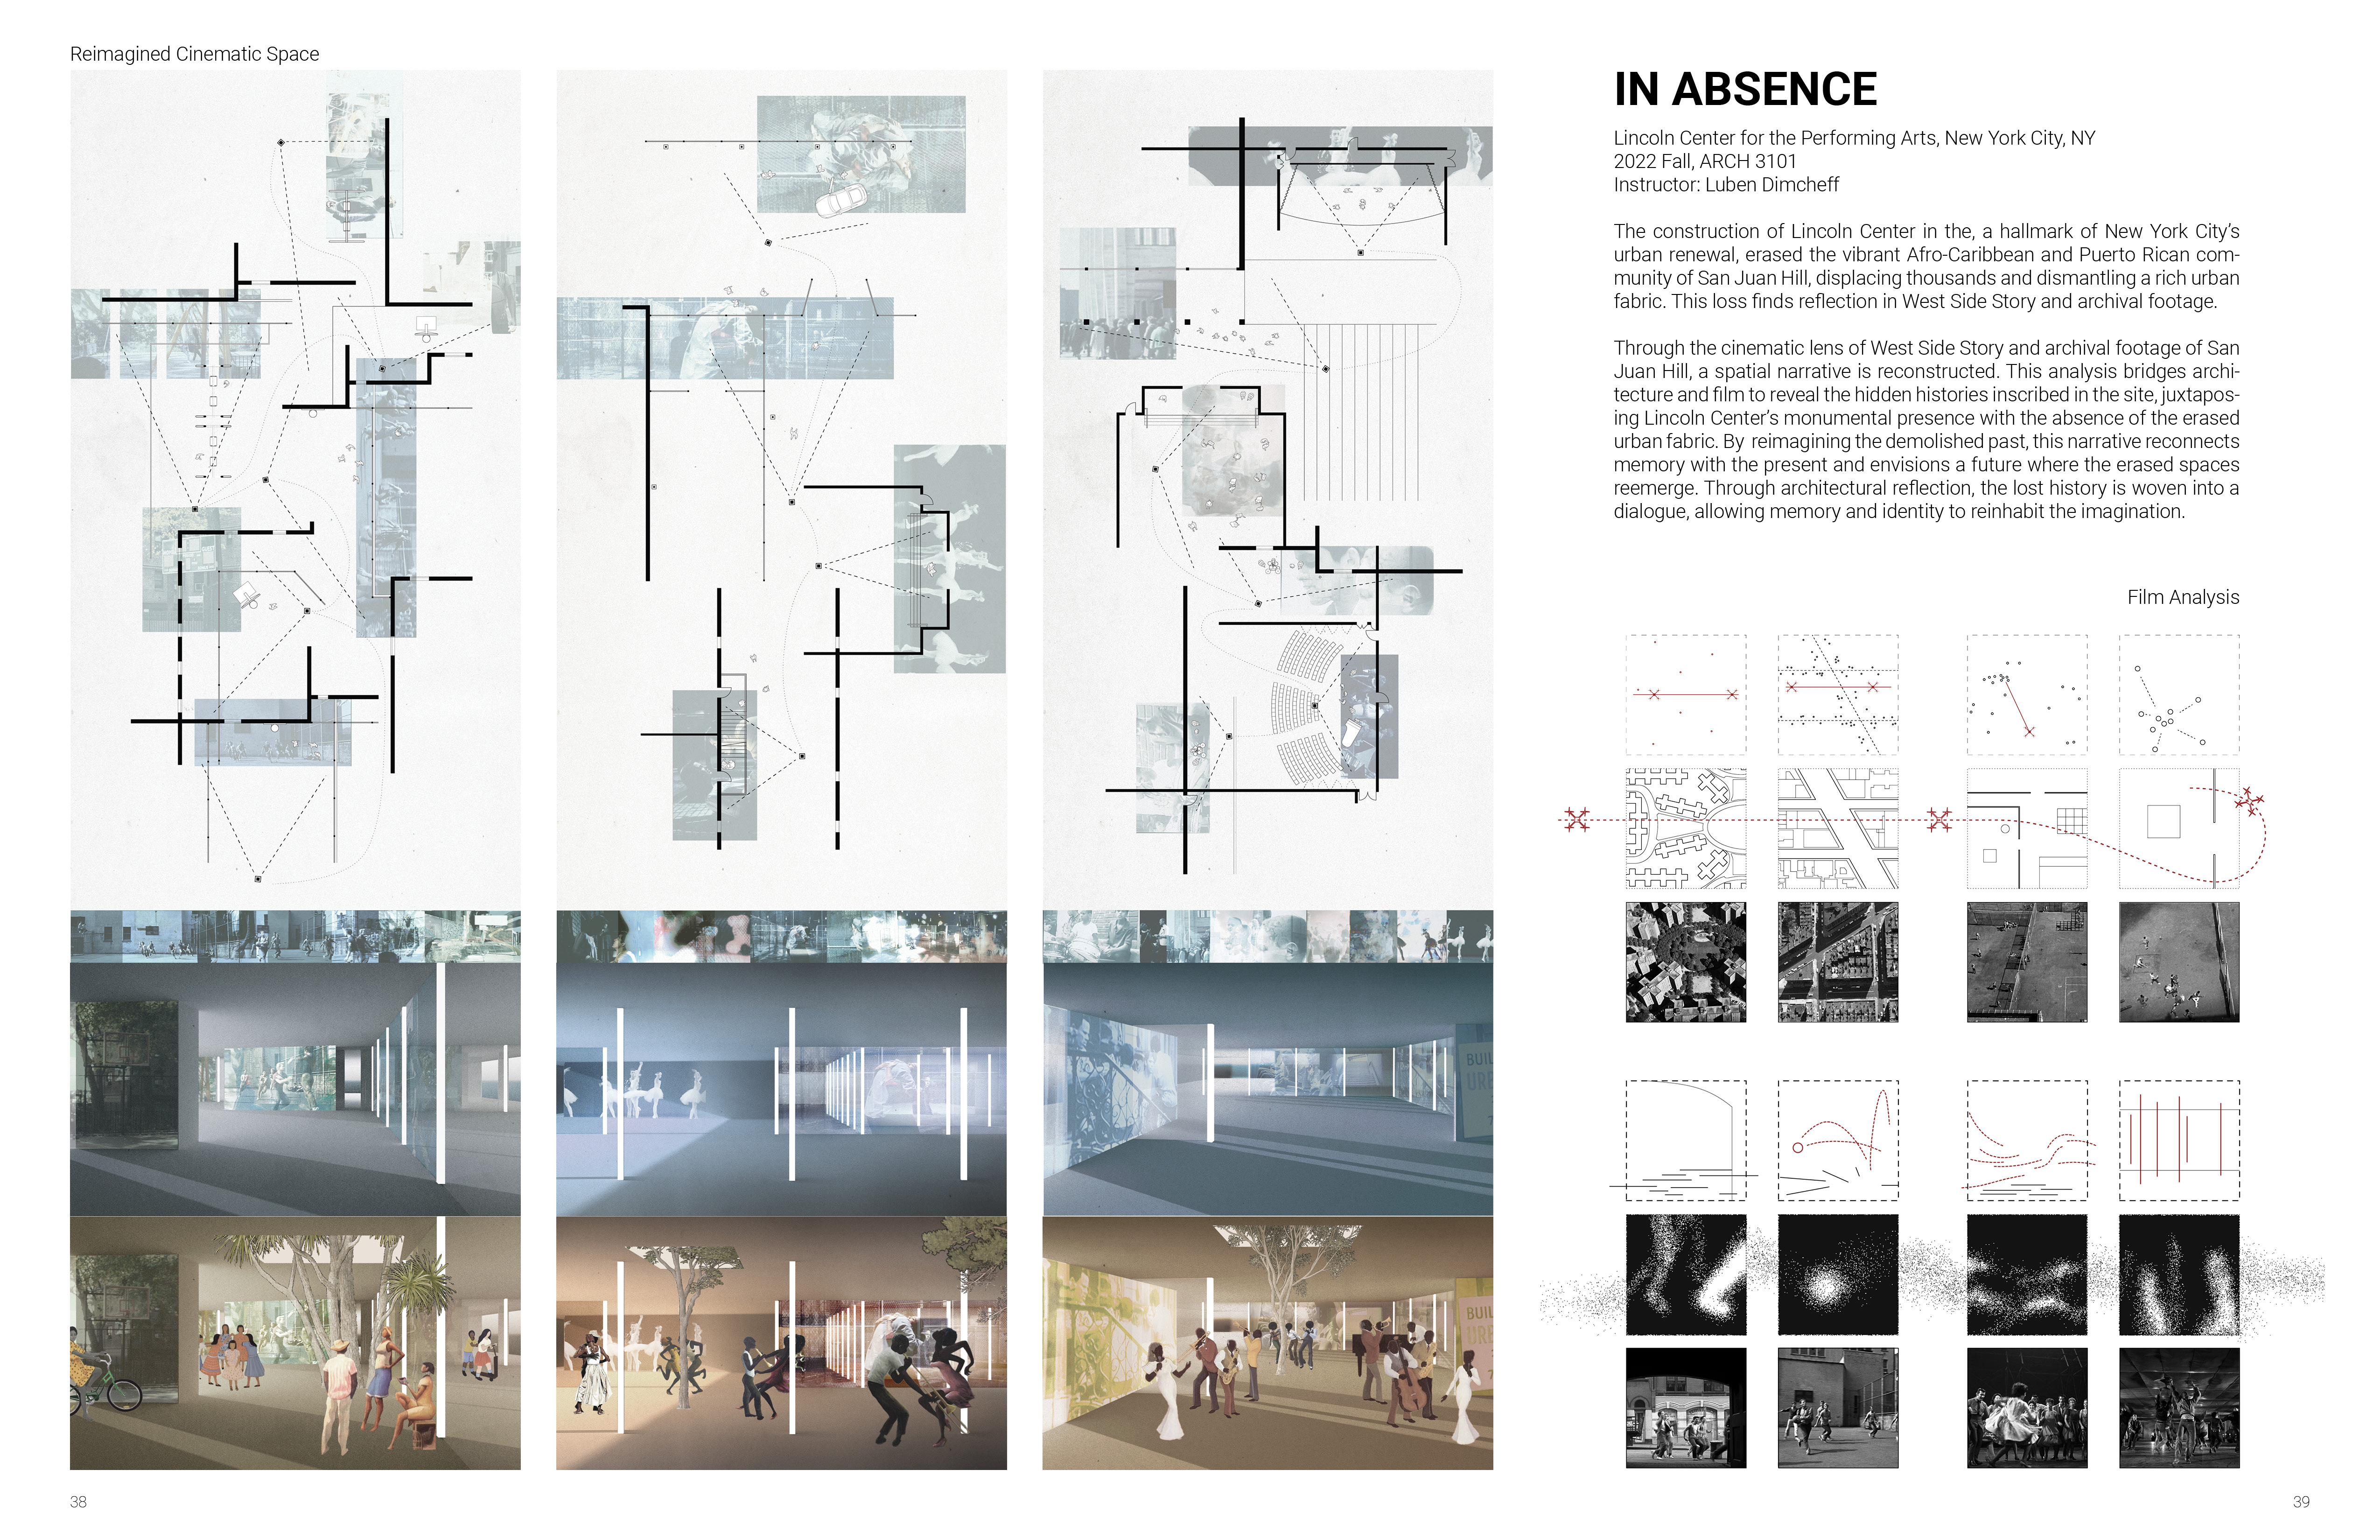 Reimagined Cinematic Space
IN ABSENCE
Lincoln Center for the Performing Arts, New York City, NY
2022 Fall, ARCH 3101
Instructor: Luben Dimcheff
The construction of Lincoln Center in the, a hallmark of New York City’s
urban renewal, erased the vibrant Afro-Caribbean and Puerto Rican com-
munity of San Juan Hill, displacing thousands and dismantling a rich urban
fabric. This loss finds reflection in West Side Story and archival footage.
Through the cinematic lens of West Side Story and archival footage of San
Juan Hill, a spatial narrative is reconstructed. This analysis bridges archi-
tecture and film to reveal the hidden histories inscribed in the site, juxtapos-
ing Lincoln Center’s monumental presence with the absence of the erased
urban fabric. By reimagining the demolished past, this narrative reconnects
memory with the present and envisions a future where the erased spaces
reemerge. Through architectural reflection, the lost history is woven into a
dialogue, allowing memory and identity to reinhabit the imagination.
Film Analysis
BUIL
URB
BUIL
URB
38
39